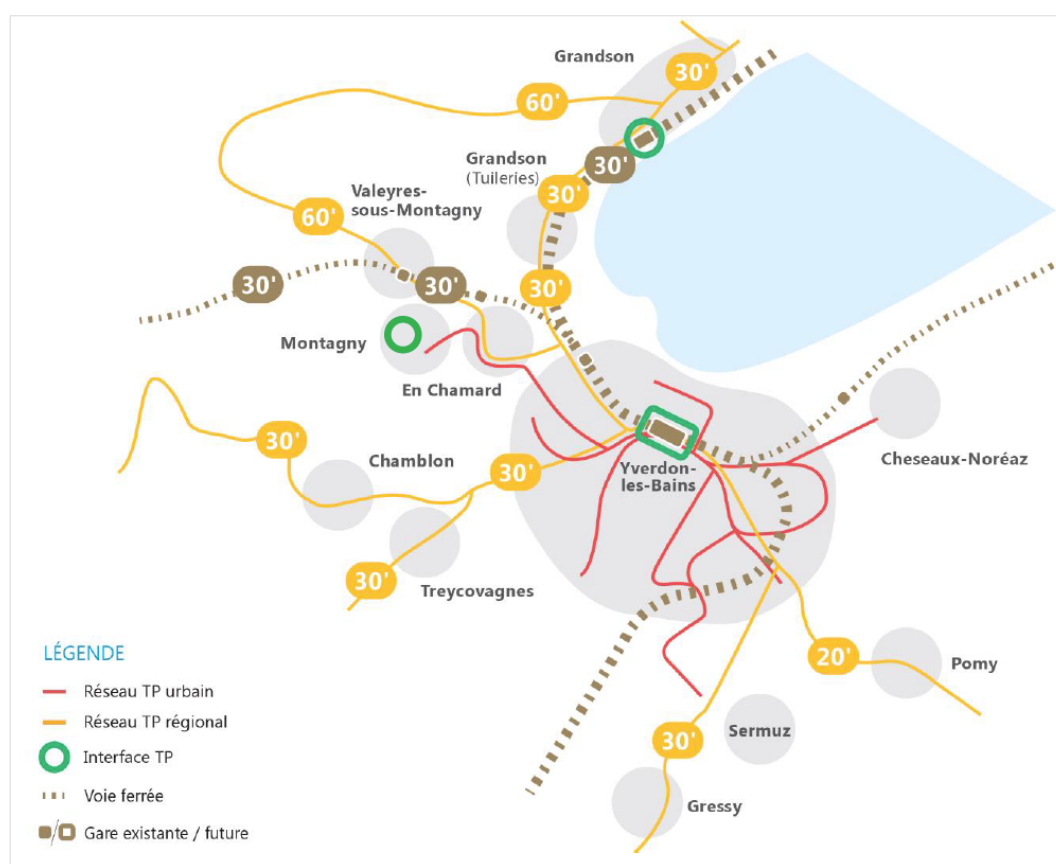 Grandson
30'
60'
Grandson
(Tuileries)
30'
30'
Valeyres-
sous-Montagny
60'
30'
30'
30'
Montagny
En Chamard
30'
Chamblon
30'
Yverdon-
les-Bains
Cheseaux-Noréaz
30'
Treycovagnes
20'
Pomy
Sermuz
30'
Gressy
LÉGENDE
Réseau TP urbain
Réseau TP régional
Interface TP
Voie ferrée
Gare existante / future